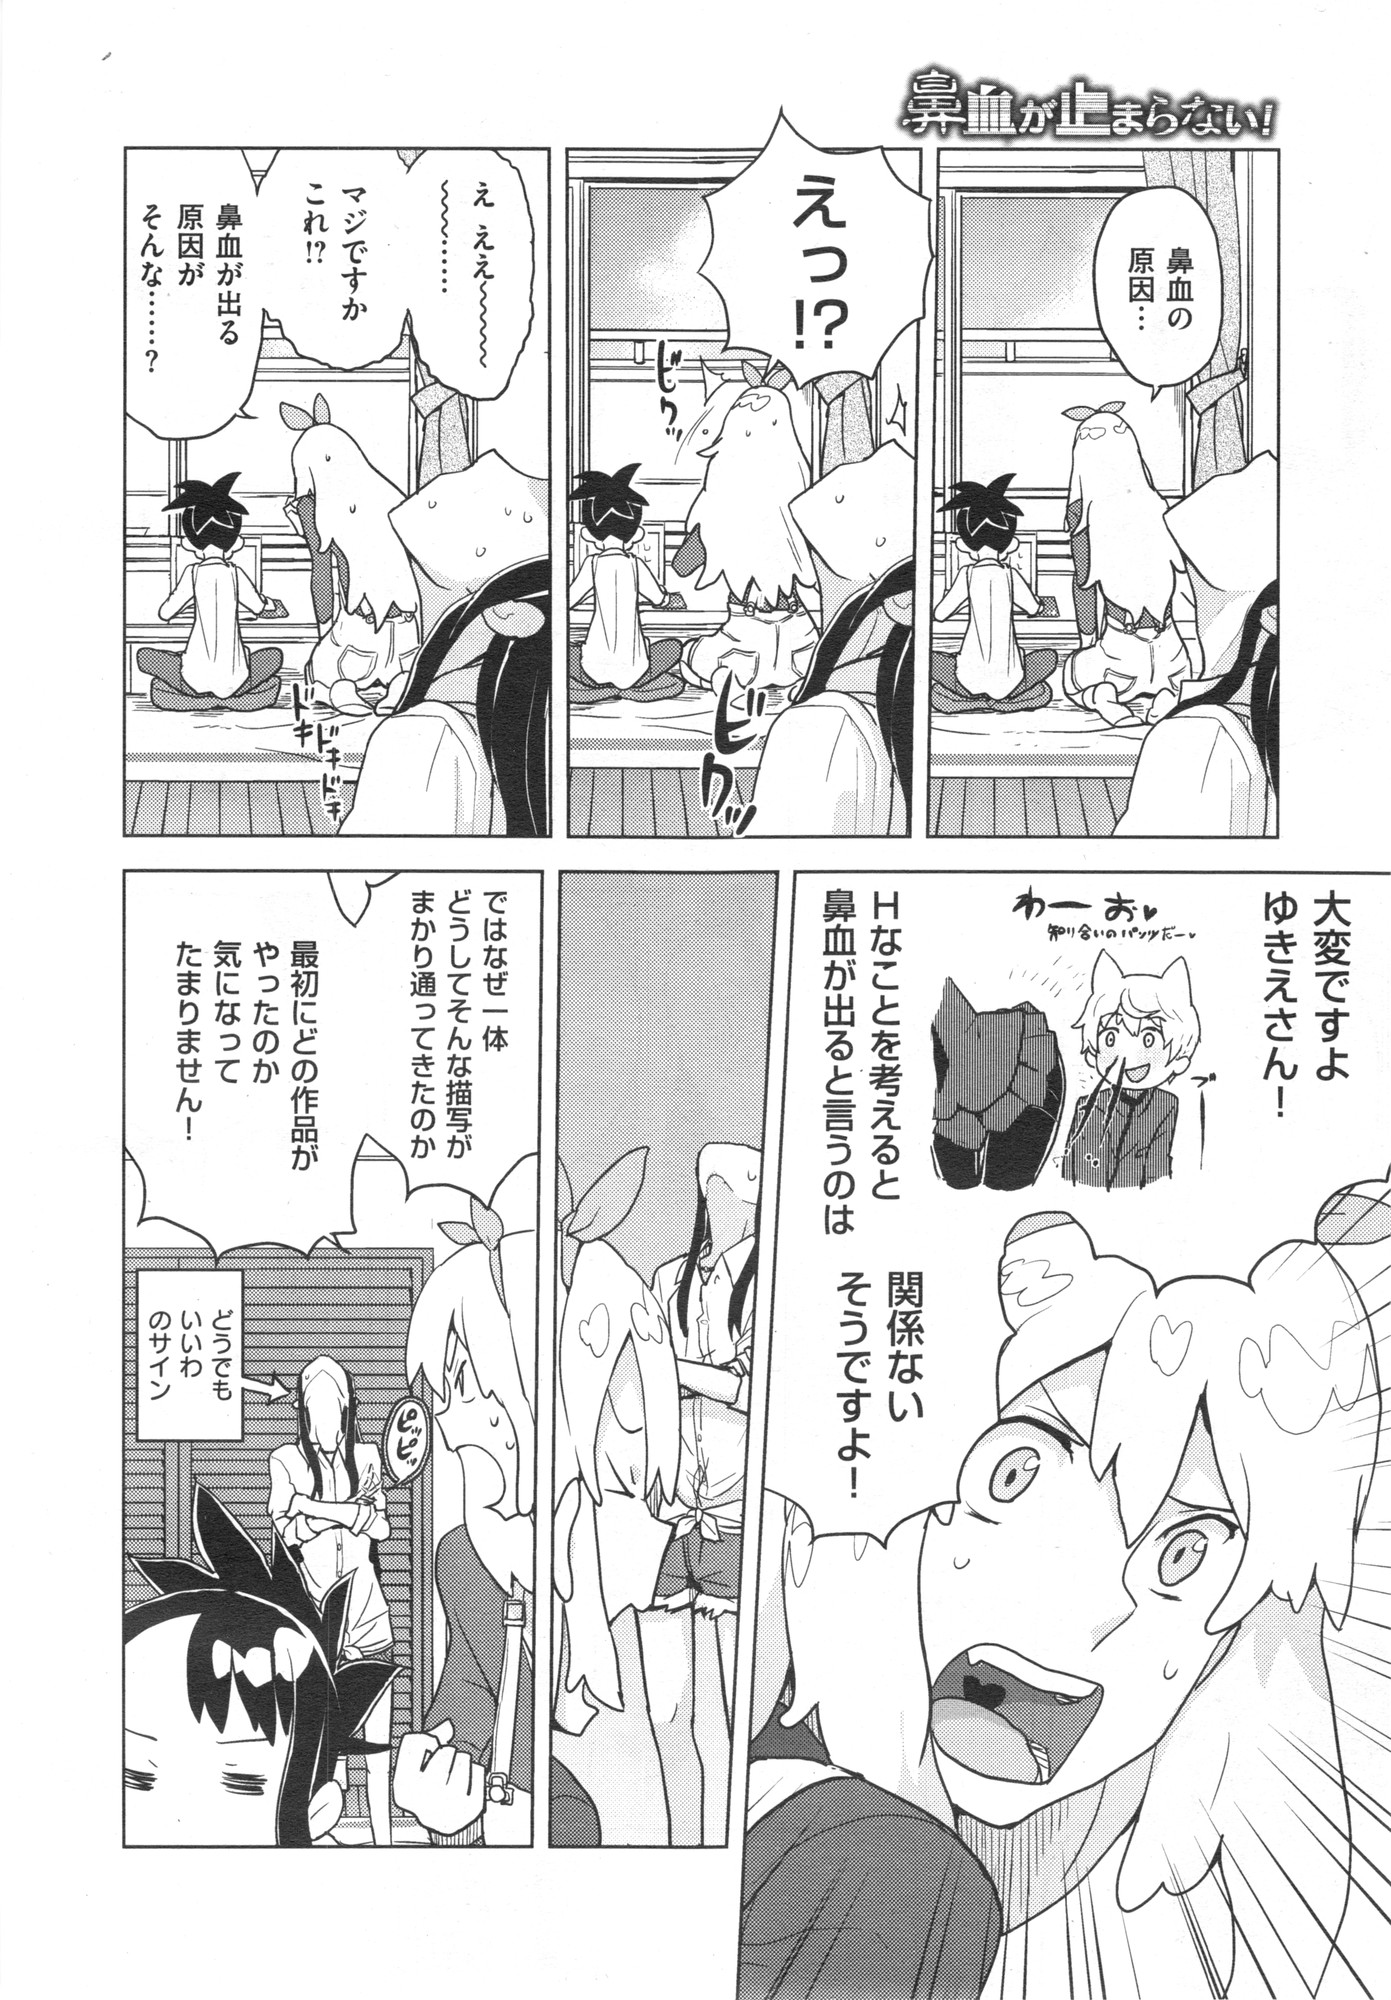 鼻血が止まらない！
鼻血の
原因…
えっ!?
ビクッ
ビクッ
え ええ〜〜〜
〜〜〜……
マジですか
これ!?
鼻血が出る
原因が
そんな……？
ドキ
ドキ
ドキ
大変ですよ
ゆきえさん！
わーお♥
知り合いのパンツだー♥
ブー
Hなことを考えると
鼻血が出ると言うのは
関係ない
そうですよ！
ではなぜ一体
どうしてそんな描写が
まかり通ってきたのか
最初にどの作品が
やったのか
気になって
たまりません！
どうでも
いいわ
のサイン
ピッピッ